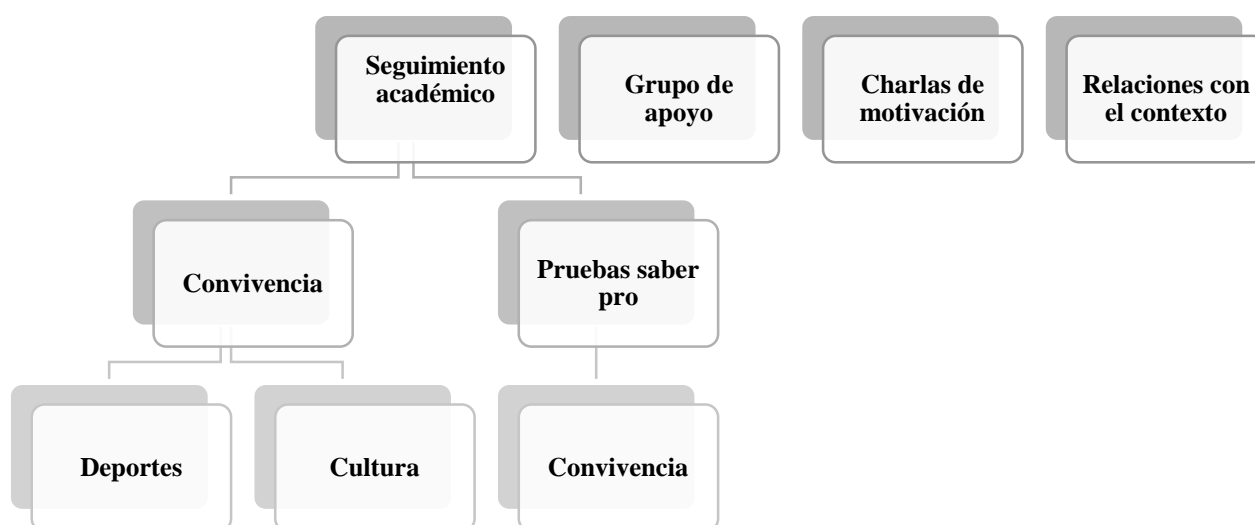 Seguimiento
académico
Grupo de
apoyo
Charlas de
motivación
Relaciones con
el contexto
Convivencia
Pruebas saber
pro
Deportes
Cultura
Convivencia